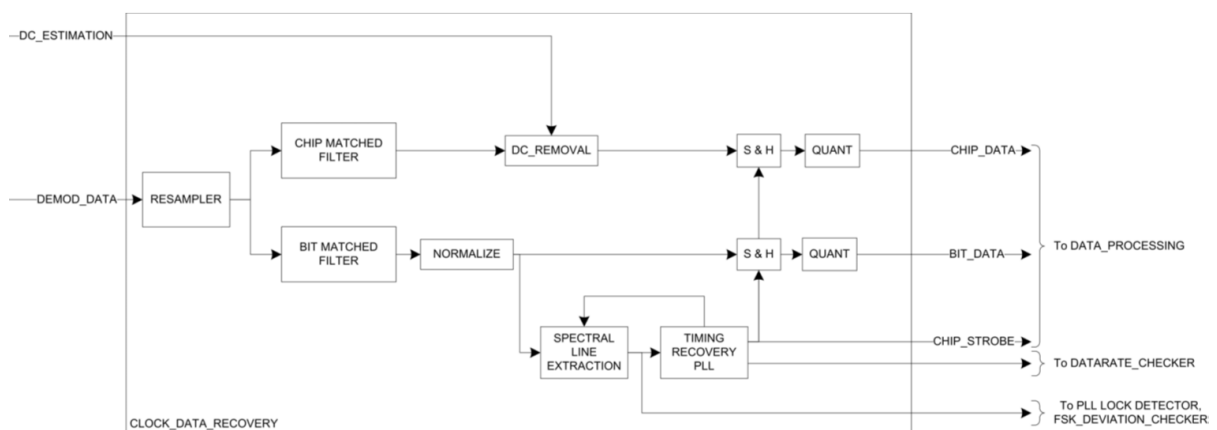 DC_ESTIMATION
CHIP MATCHED
FILTER
DC_REMOVAL
S & H
QUANT
CHIP_DATA
DEMOD_DATA
RESAMPLER
BIT MATCHED
FILTER
NORMALIZE
S & H
QUANT
BIT_DATA
To DATA_PROCESSING
SPECTRAL
LINE
EXTRACTION
TIMING
RECOVERY
PLL
CHIP_STROBE
To DATARATE_CHECKER
To PLL LOCK DETECTOR,
FSK_DEVIATION_CHECKER
CLOCK_DATA_RECOVERY